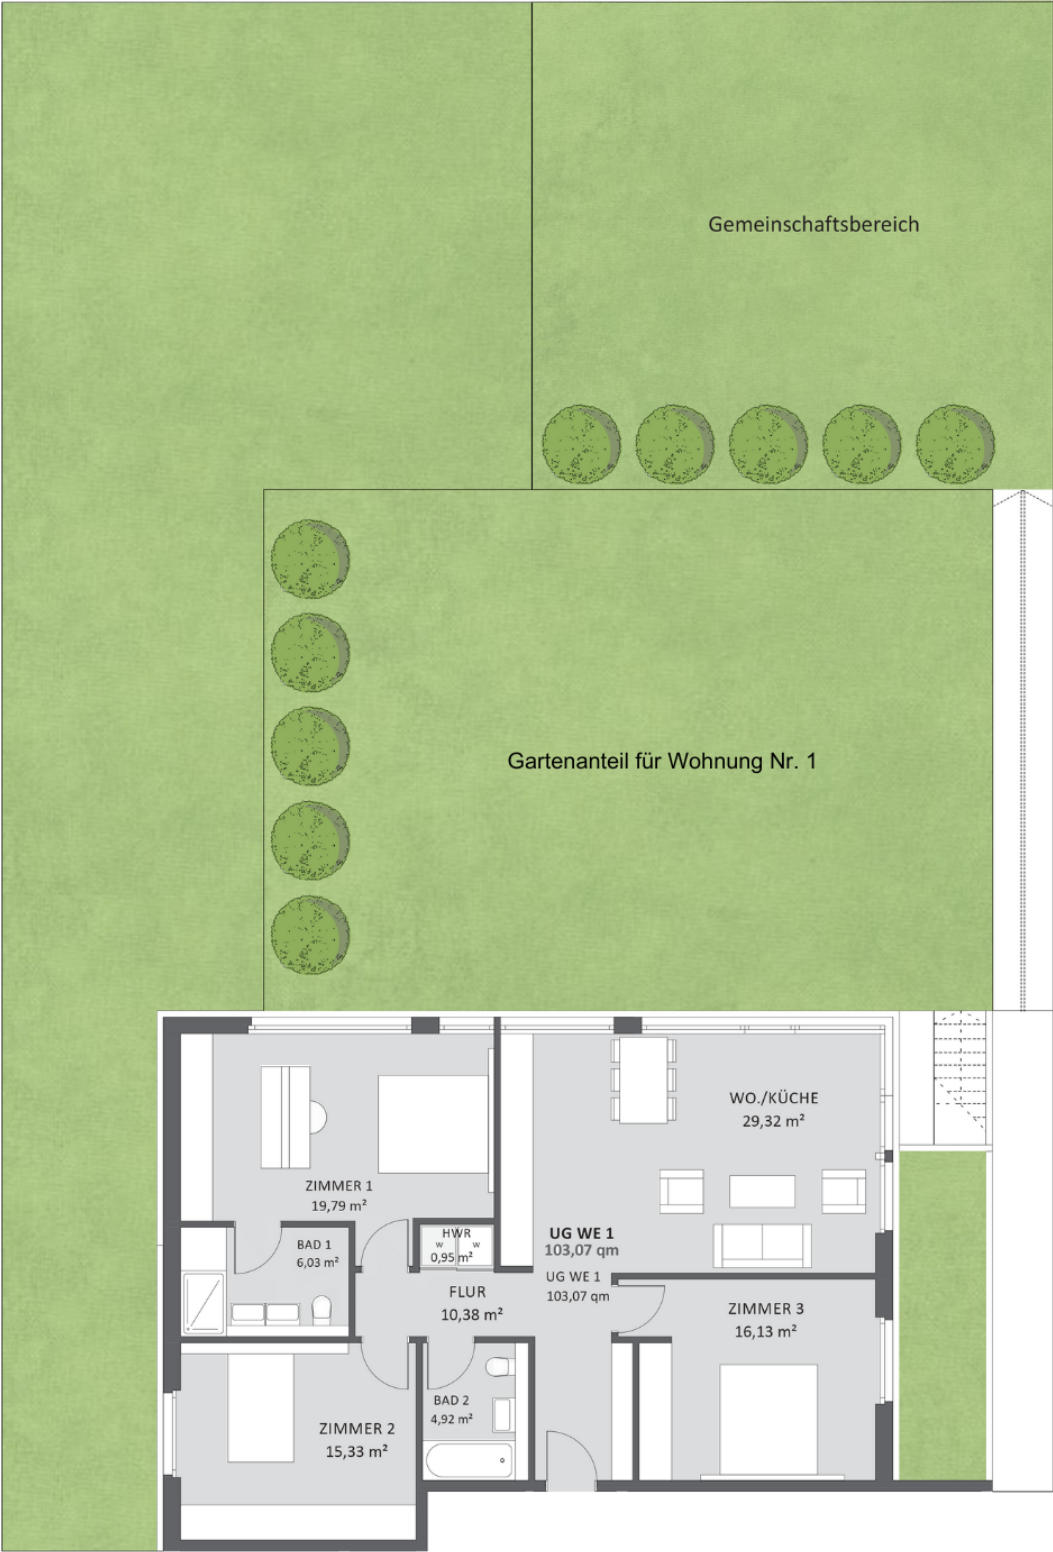 Gemeinschaftsbereich
Gartenanteil für Wohnung Nr. 1
WO./KÜCHE
29,32 m²
ZIMMER 1
19,79 m²
HWR
w w
0,95 m²
BAD 1
6,03 m²
UG WE 1
103,07 qm
UG WE 1
103,07 qm
FLUR
10,38 m²
ZIMMER 3
16,13 m²
BAD 2
4,92 m²
ZIMMER 2
15,33 m²